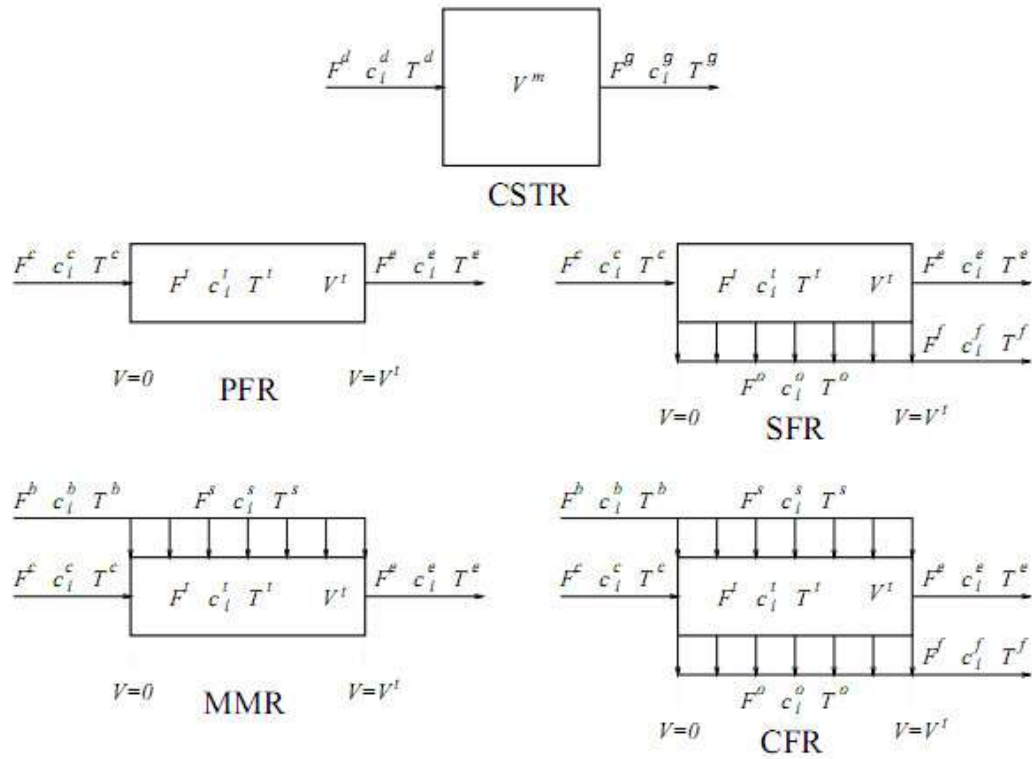 F^d c_i^d T^d
V^m
F^g c_i^g T^g
CSTR
F^c c_i^c T^c
F^t c_i^t T^t V^t
F^e c_i^e T^e
V=0
PFR
V=V^t
F^c c_i^c T^c
F^t c_i^t T^t V^t
F^e c_i^e T^e
F^f c_i^f T^f
F^o c_i^o T^o
V=0
SFR
V=V^t
F^b c_i^b T^b
F^s c_i^s T^s
F^c c_i^c T^c
F^t c_i^t T^t V^t
F^e c_i^e T^e
V=0
MMR
V=V^t
F^b c_i^b T^b
F^s c_i^s T^s
F^c c_i^c T^c
F^t c_i^t T^t V^t
F^e c_i^e T^e
F^f c_i^f T^f
F^o c_i^o T^o
V=0
CFR
V=V^t